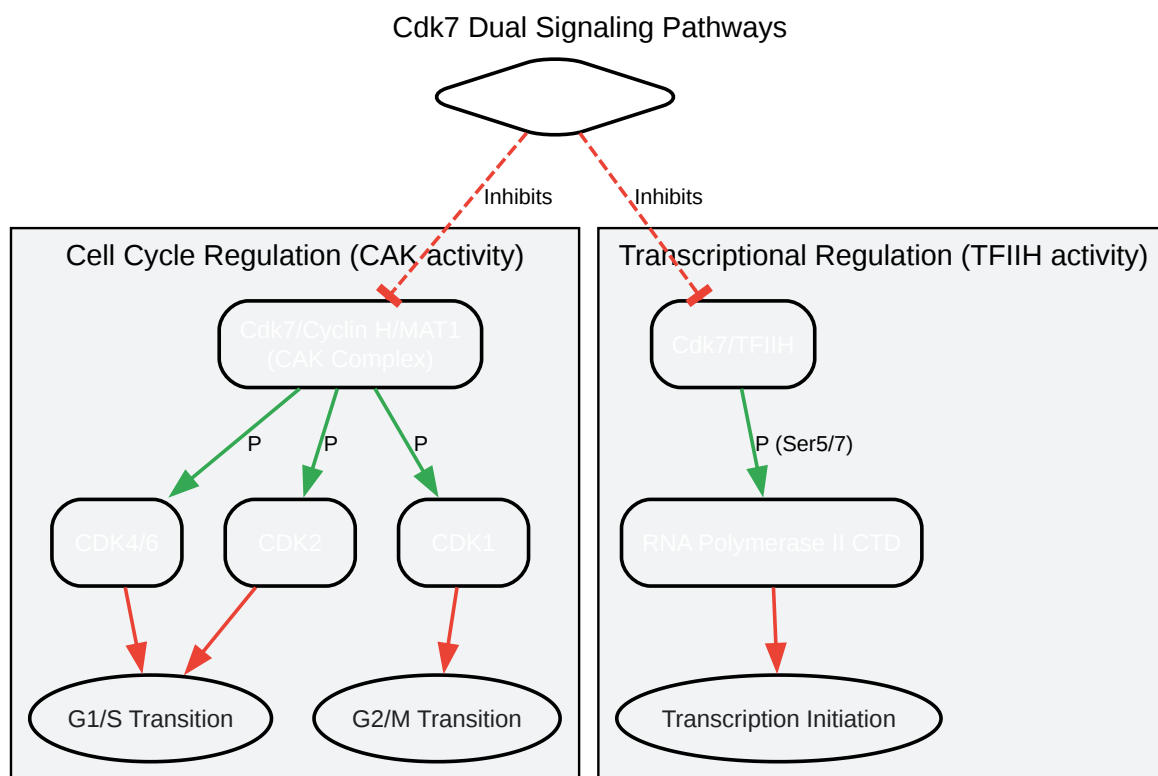 Cdk7 Dual Signaling Pathways
Inhibits
Inhibits
Cell Cycle Regulation (CAK activity)
Transcriptional Regulation (TFIIH activity)
Cdk7/Cyclin H/MAT1
(CAK Complex)
Cdk7/TFIIH
P
P
P
P (Ser5/7)
CDK4/6
CDK2
CDK1
RNA Polymerase II CTD
G1/S Transition
G2/M Transition
Transcription Initiation